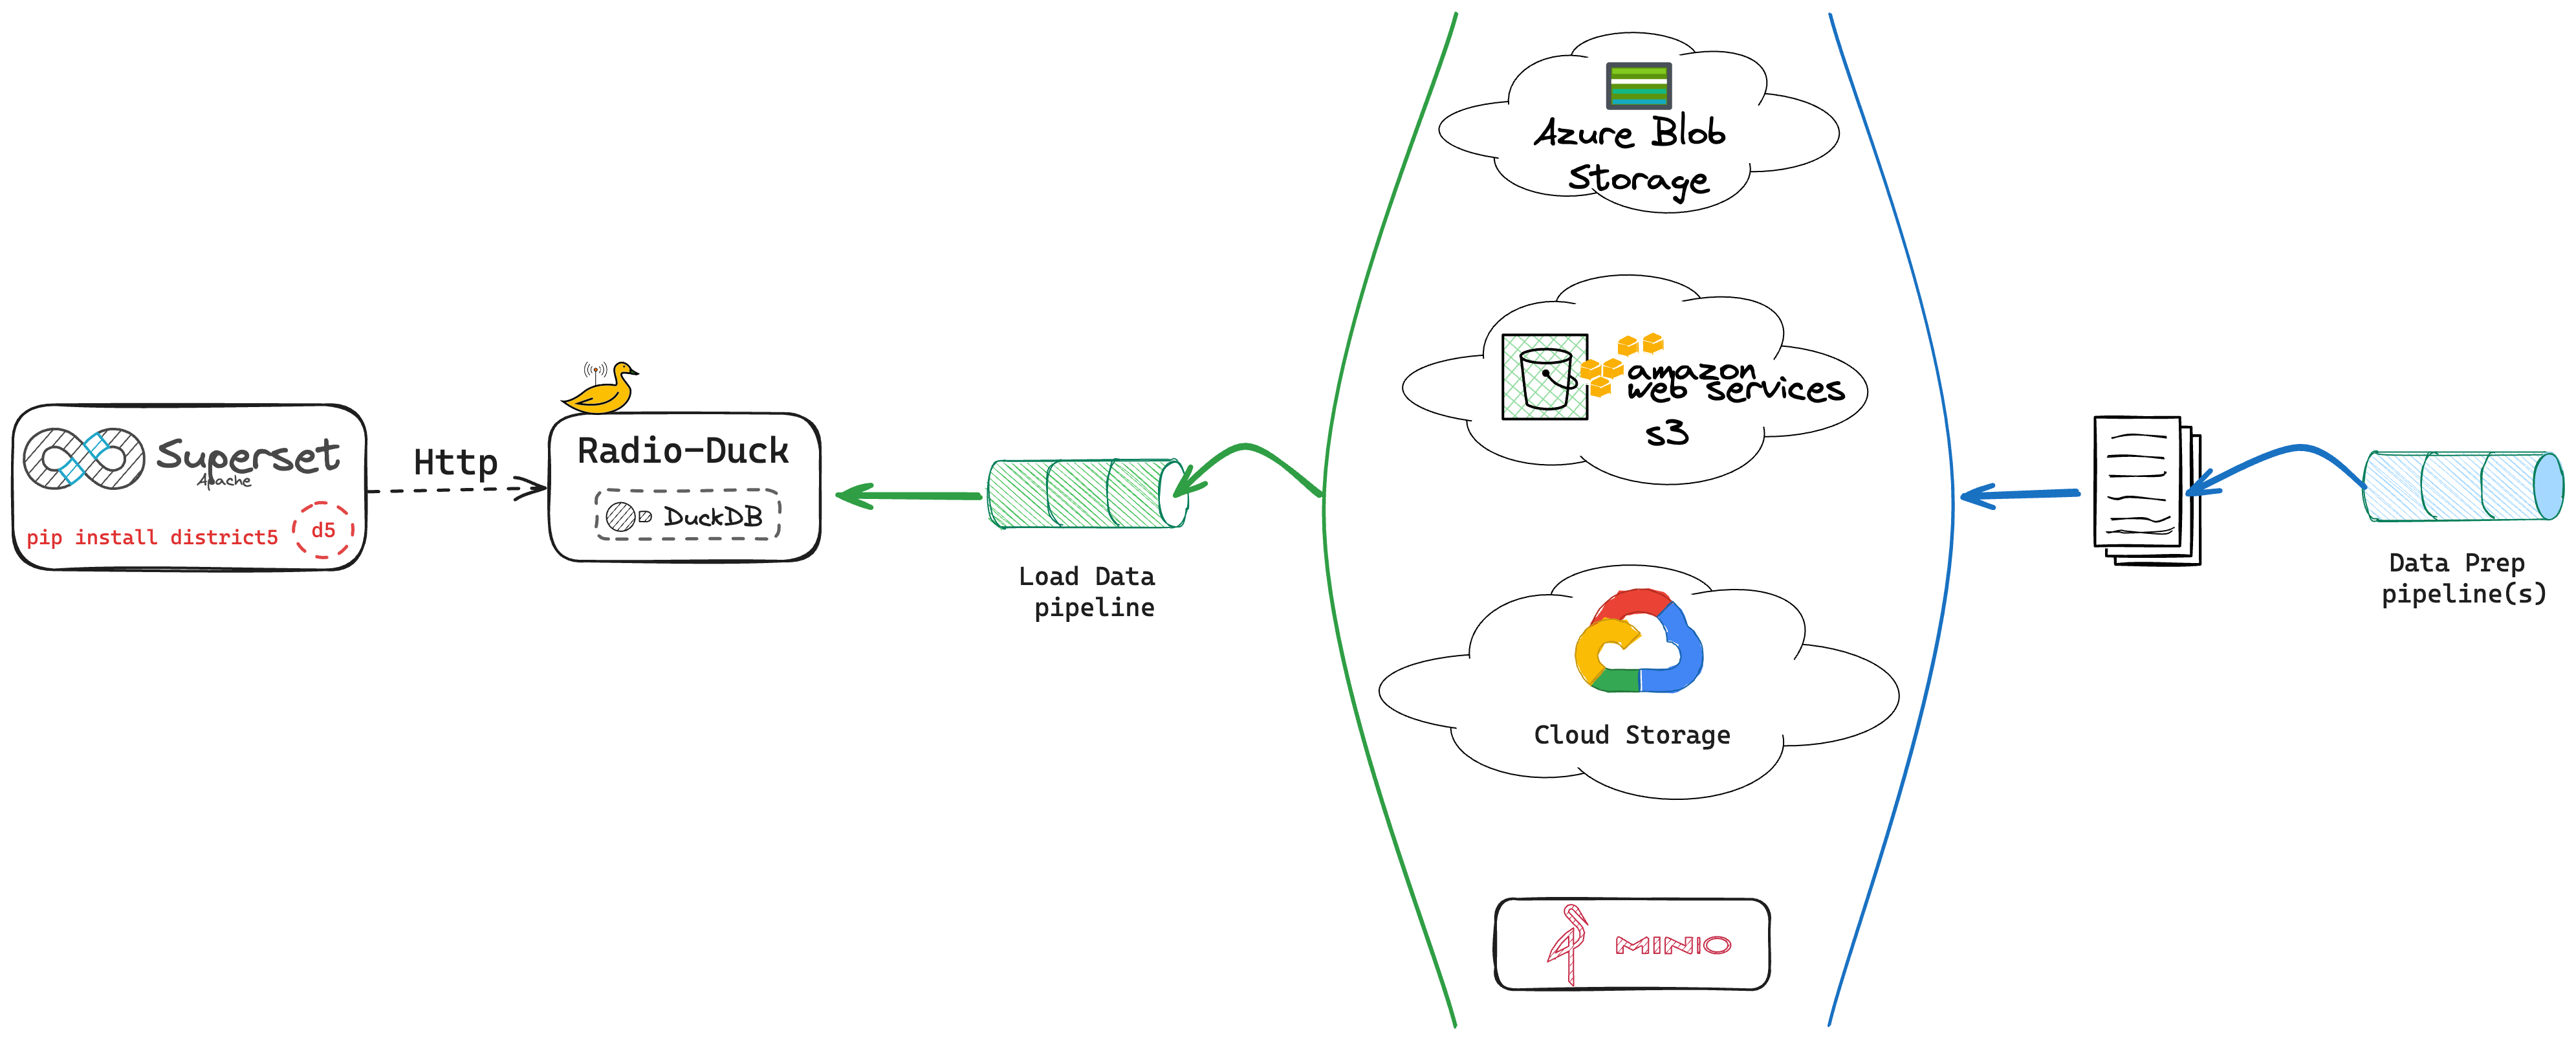 Superset
Apache
pip install district5
d5
Http
Radio-Duck
DuckDB
Load Data
pipeline
Azure Blob
Storage
amazon
web services
s3
Cloud Storage
MINIO
Data Prep
pipeline(s)